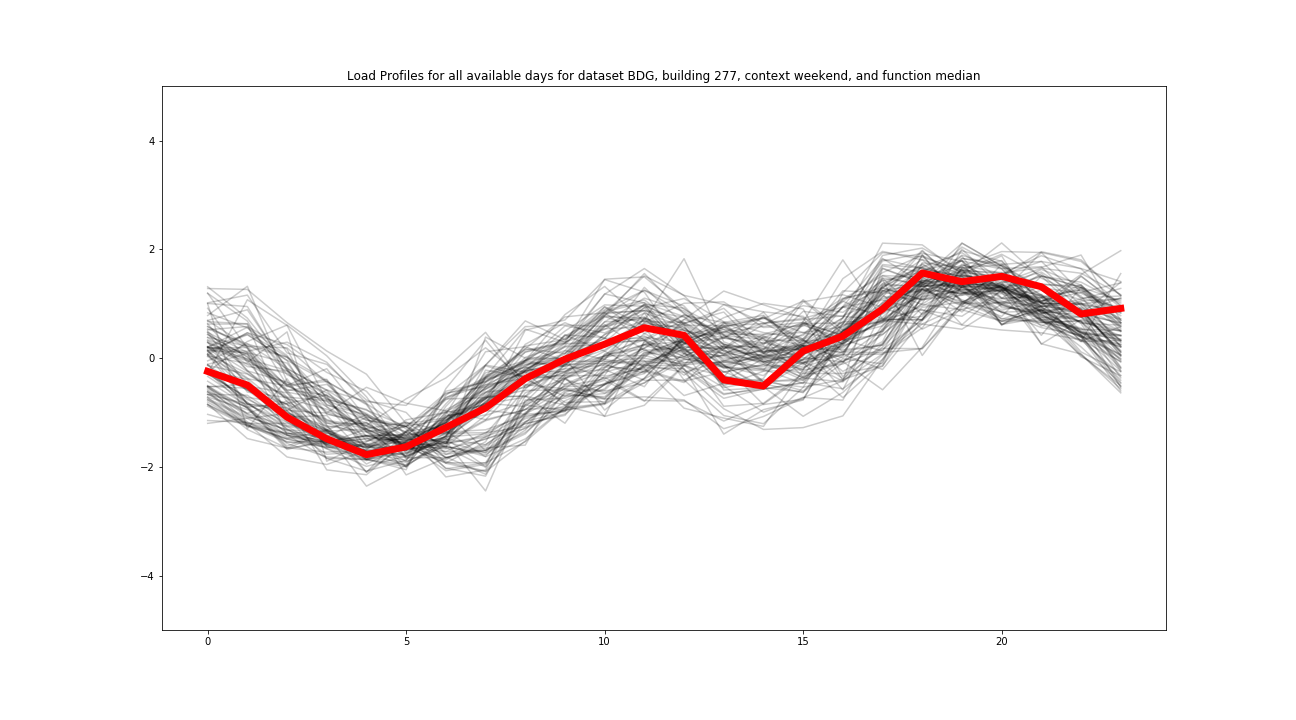 Load Profiles for all available days for dataset BDG, building 277, context weekend, and function median
4
2
0
−2
−4
0 5 10 15 20